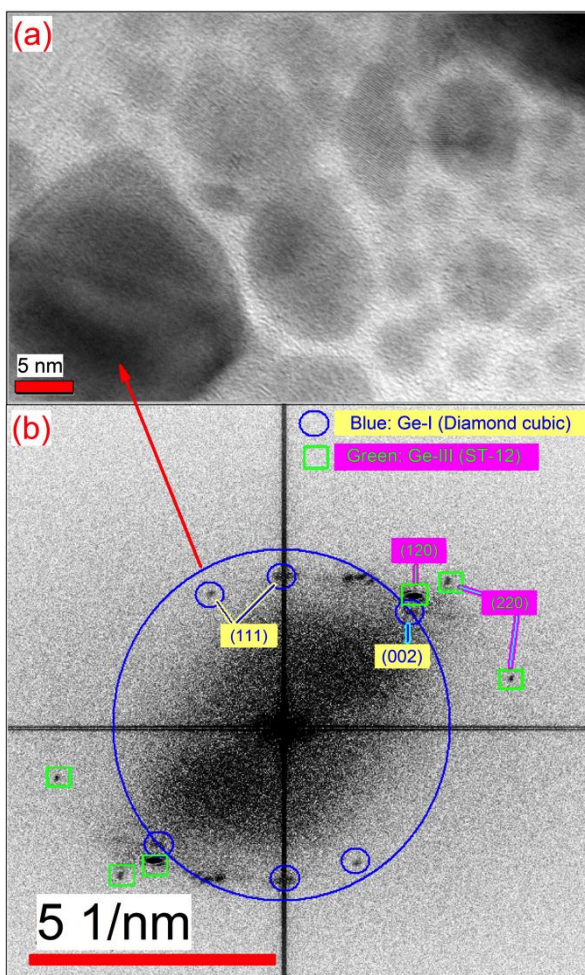 (a)
5 nm
(b)
Blue: Ge-I (Diamond cubic)
Green: Ge-III (ST-12)
(120)
(220)
(111)
(002)
5 1/nm